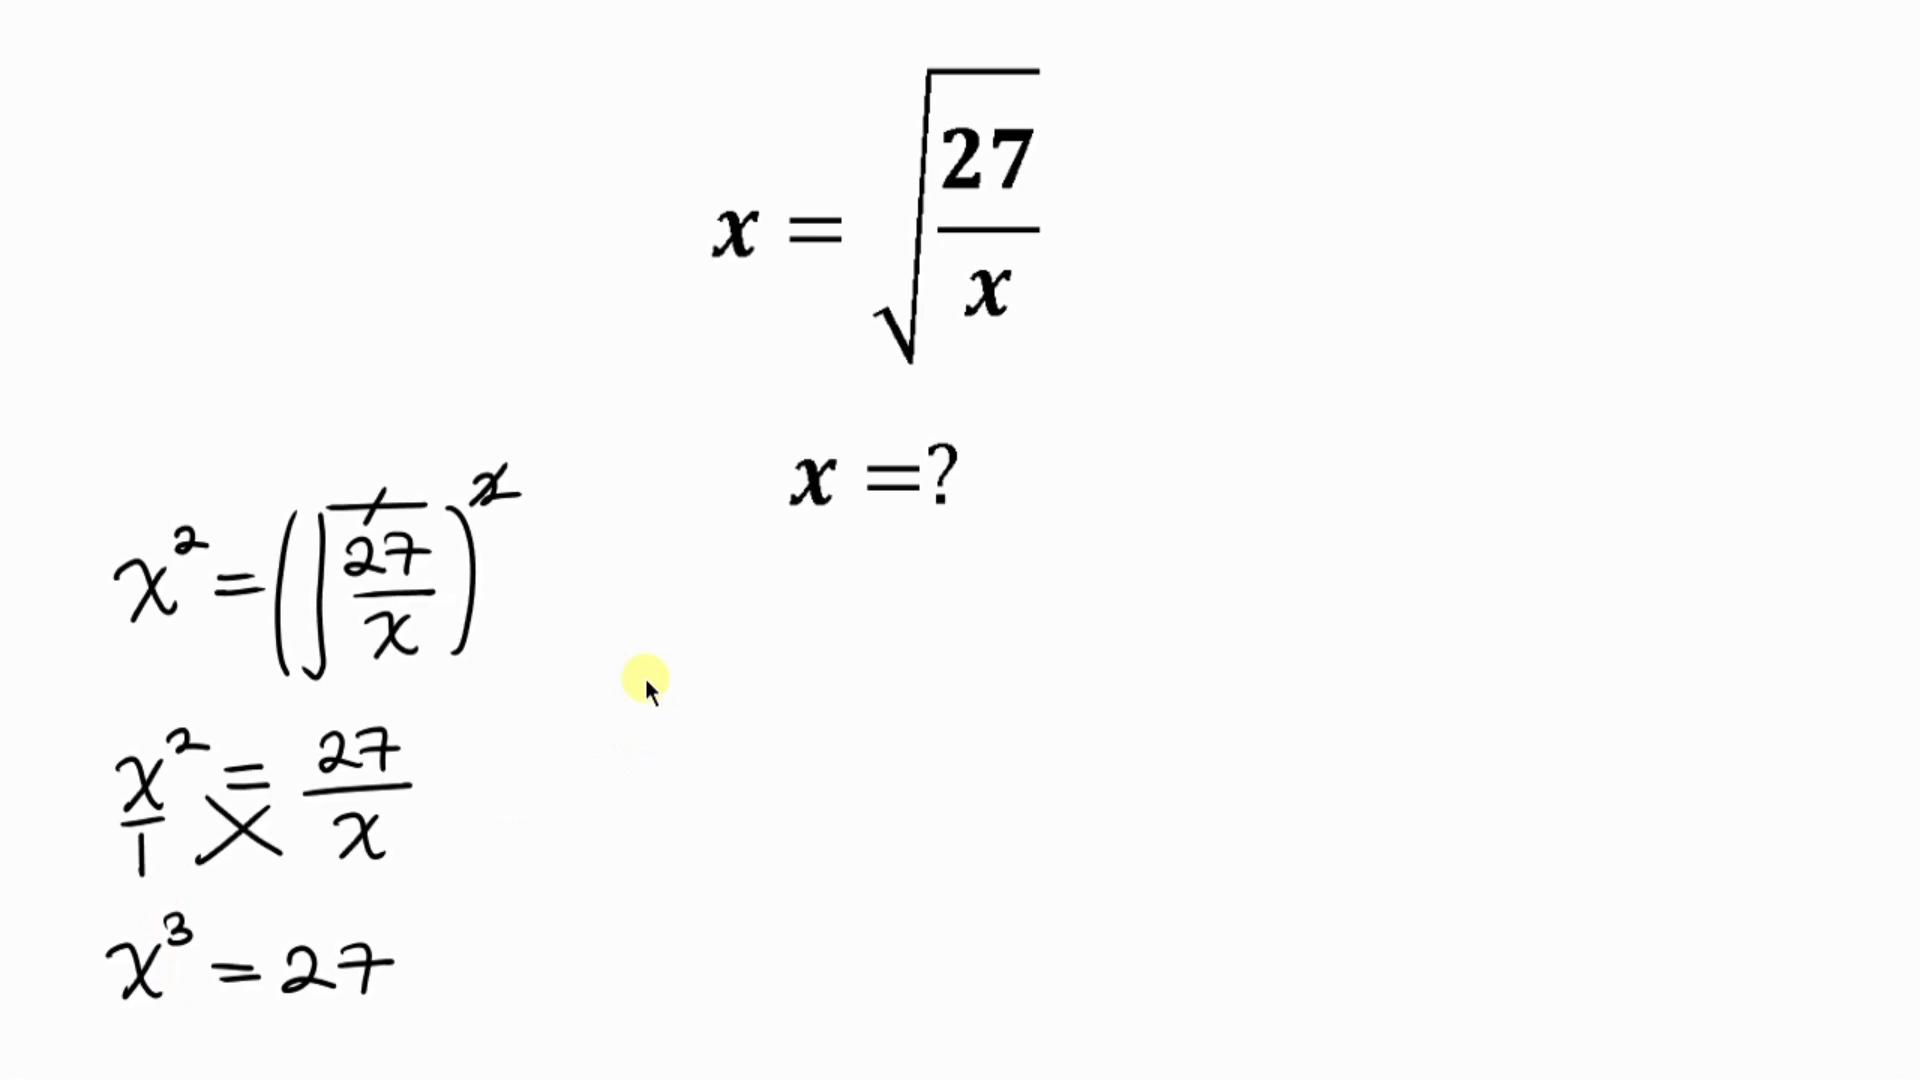 x = √(27/x)
x =?
x² = (√(27/x))²
x²/1 = 27/x
x³ = 27